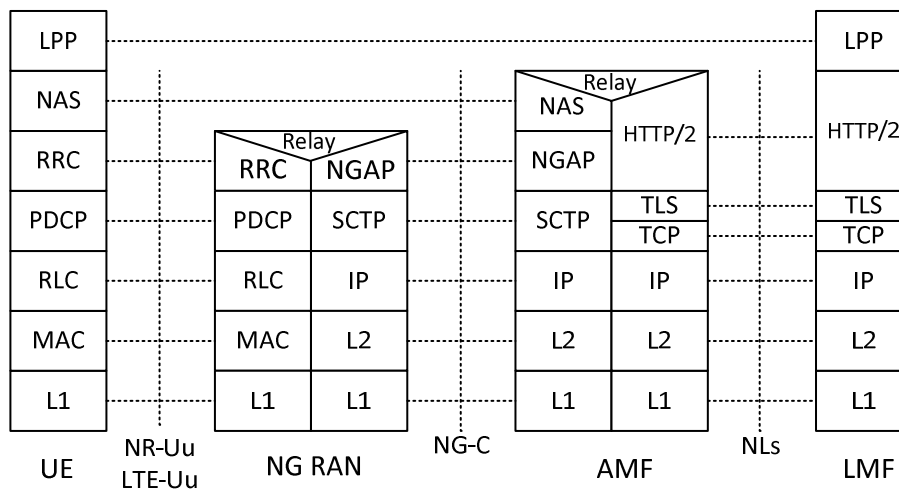 LPP
LPP
Relay
NAS
NAS
HTTP/2
HTTP/2
Relay
RRC
RRC
NGAP
NGAP
PDCP
PDCP
SCTP
SCTP
TLS
TLS
TCP
TCP
RLC
RLC
IP
IP
IP
IP
MAC
MAC
L2
L2
L2
L2
L1
L1
L1
L1
L1
L1
NR-Uu
LTE-Uu
NG-C
NLs
UE
NG RAN
AMF
LMF